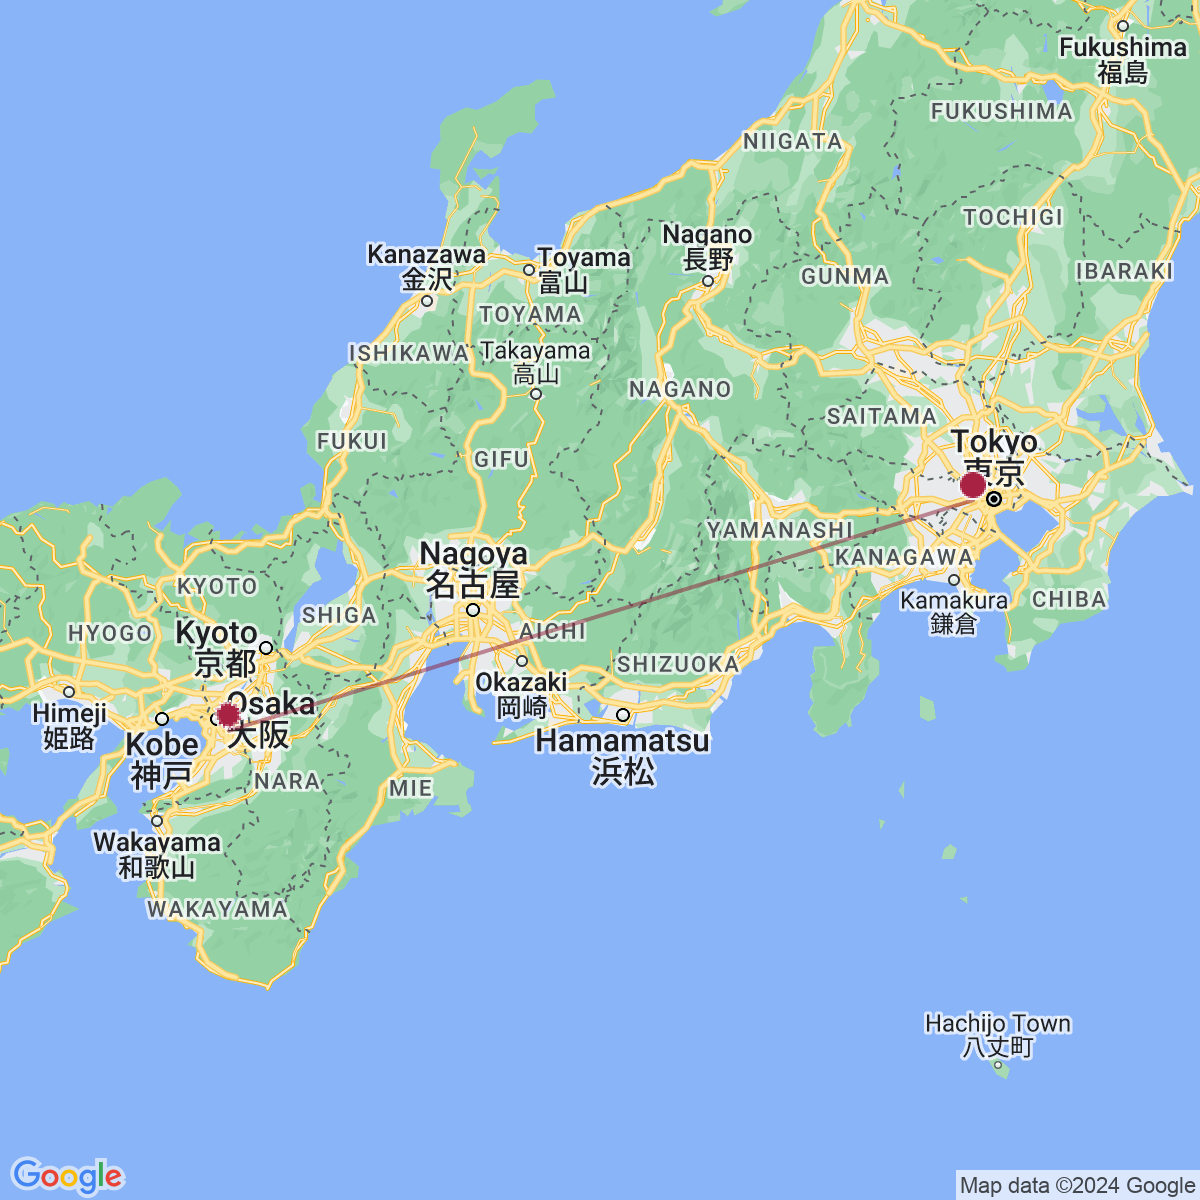 Fukushima
福島
FUKUSHIMA
NIIGATA
TOCHIGI
Nagano
長野
Kanazawa
金沢
Toyama
富山
GUNMA
IBARAKI
TOYAMA
ISHIKAWA
Takayama
高山
NAGANO
SAITAMA
FUKUI
GIFU
Tokyo
東京
YAMANASHI
Nagoya
名古屋
KANAGAWA
KYOTO
SHIGA
Kamakura
鎌倉
CHIBA
HYOGO
Kyoto
京都
AICHI
SHIZUOKA
Okazaki
岡崎
Himeji
姫路
Osaka
大阪
Kobe
神戸
Hamamatsu
浜松
NARA
MIE
Wakayama
和歌山
WAKAYAMA
Hachijo Town
八丈町
Google
Map data ©2024 Google